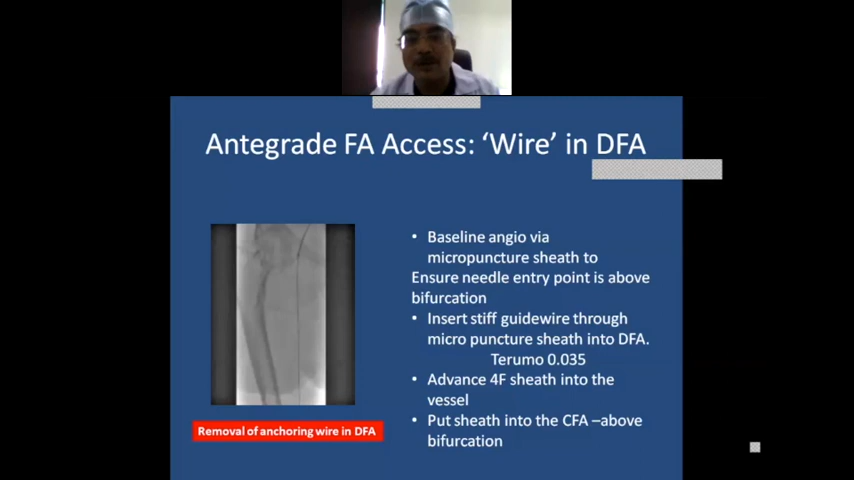 Antegrade FA Access: ‘Wire’ in DFA
• Baseline angio via
micropuncture sheath to
Ensure needle entry point is above
bifurcation
• Insert stiff guidewire through
micro puncture sheath into DFA.
Terumo 0.035
• Advance 4F sheath into the
vessel
• Put sheath into the CFA –above
bifurcation
Removal of anchoring wire in DFA